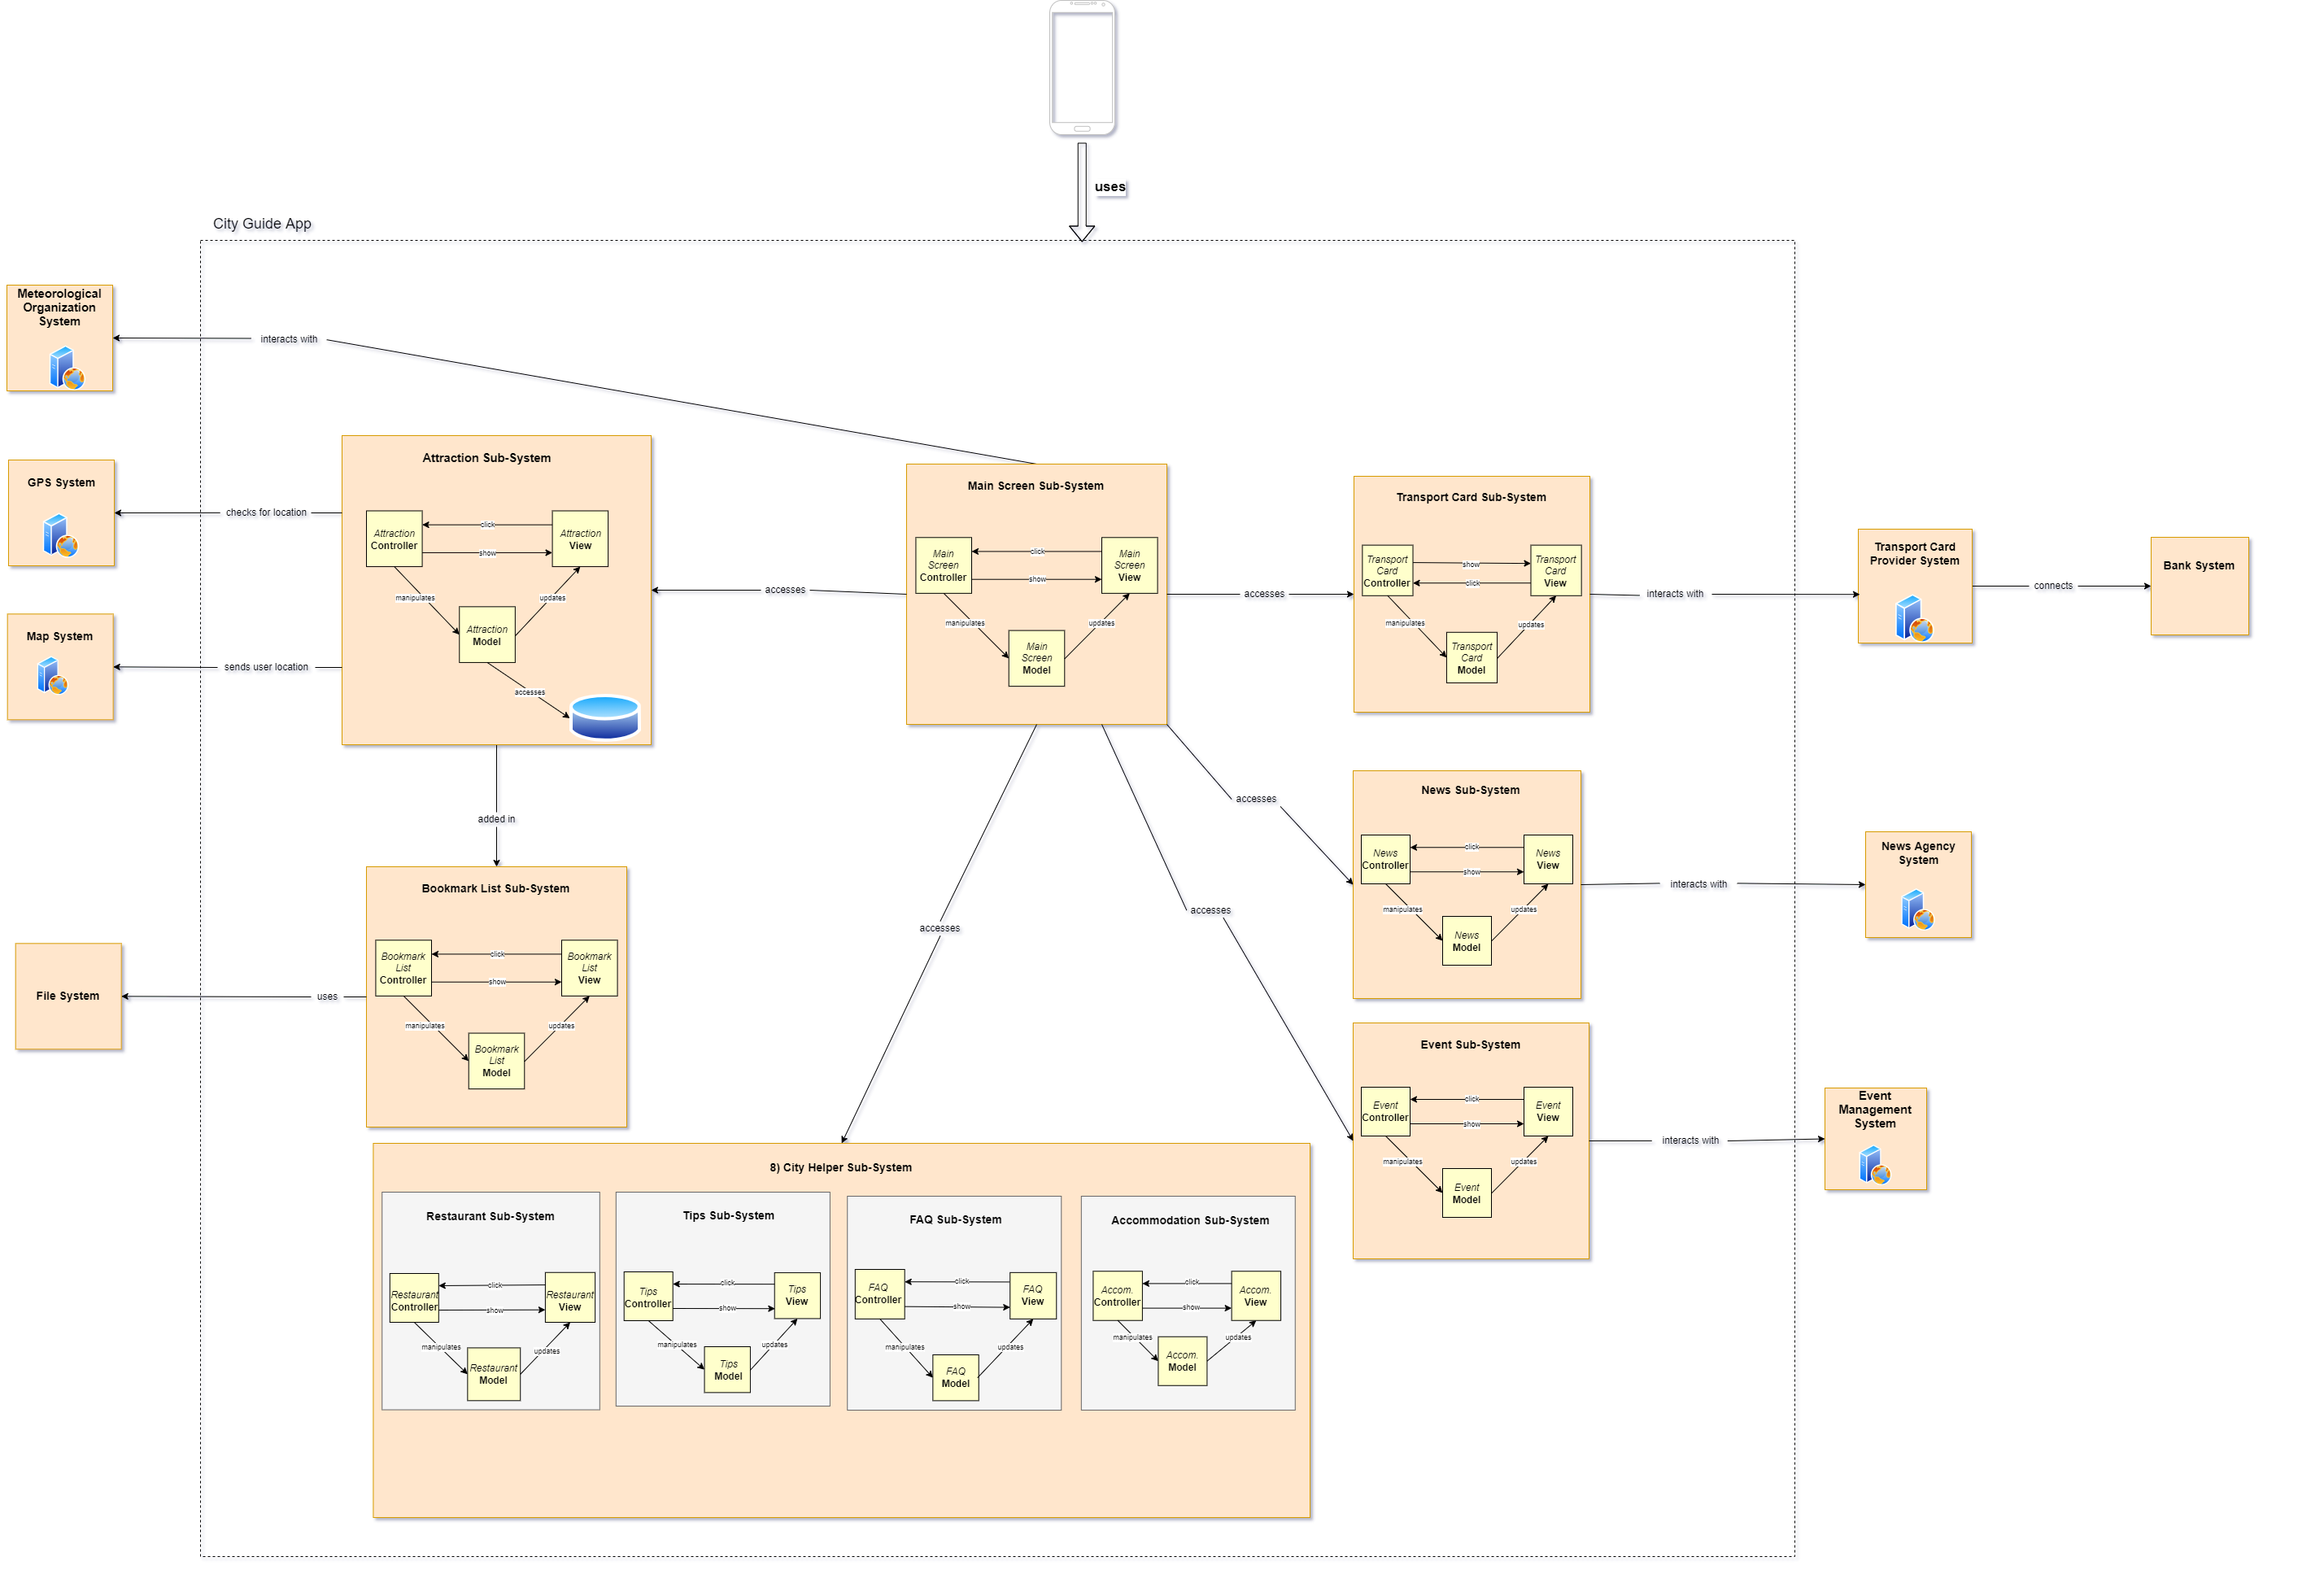 uses
City Guide App
Meteorological
Organization
System
interacts with
GPS System
checks for location
Map System
sends user location
Attraction Sub-System
Attraction
Controller
click
show
Attraction
View
manipulates
updates
Attraction
Model
accesses
accesses
Main Screen Sub-System
Main
Screen
Controller
click
show
Main
Screen
View
manipulates
updates
Main
Screen
Model
accesses
Transport Card Sub-System
Transport
Card
Controller
show
click
Transport
Card
View
manipulates
updates
Transport
Card
Model
interacts with
Transport Card
Provider System
connects
Bank System
added in
accesses
accesses
accesses
News Sub-System
News
Controller
click
show
News
View
manipulates
updates
News
Model
interacts with
News Agency
System
Bookmark List Sub-System
Bookmark
List
Controller
click
show
Bookmark
List
View
manipulates
updates
Bookmark
List
Model
uses
File System
Event Sub-System
Event
Controller
click
show
Event
View
manipulates
updates
Event
Model
interacts with
Event
Management
System
8) City Helper Sub-System
Restaurant Sub-System
Restaurant
Controller
click
show
Restaurant
View
manipulates
updates
Restaurant
Model
Tips Sub-System
Tips
Controller
click
show
Tips
View
manipulates
updates
Tips
Model
FAQ Sub-System
FAQ
Controller
click
show
FAQ
View
manipulates
updates
FAQ
Model
Accommodation Sub-System
Accom.
Controller
click
show
Accom.
View
manipulates
updates
Accom.
Model